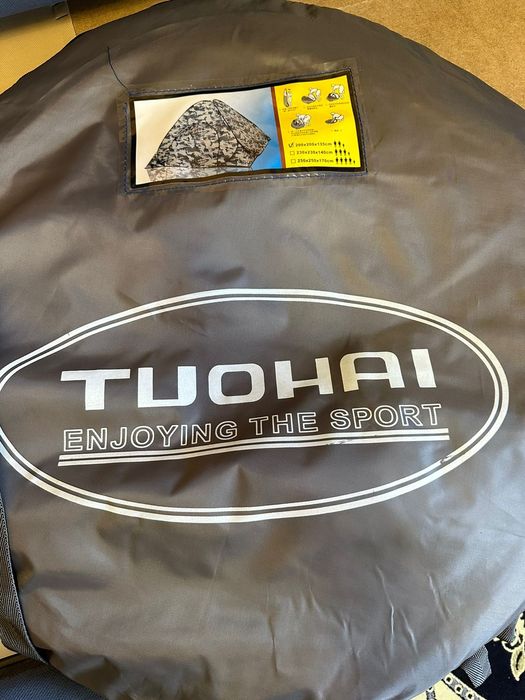 200x200x135cm
230x230x140cm
250x250x170cm
TUOHAI
ENJOYING THE SPORT